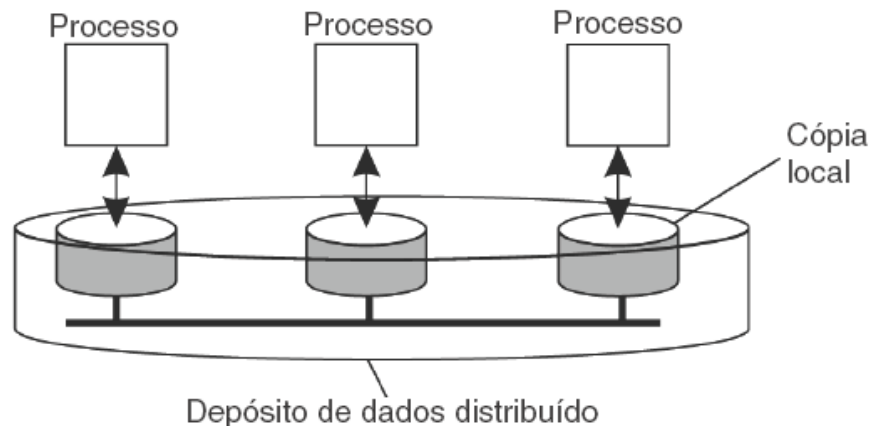 Processo
Processo
Processo
Cópia
local
Depósito de dados distribuído